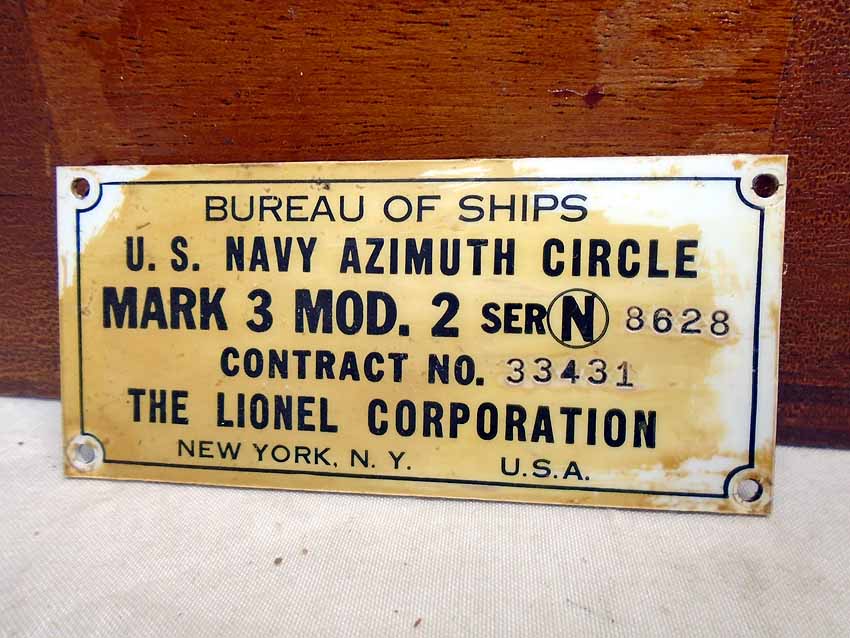 BUREAU OF SHIPS
U. S. NAVY AZIMUTH CIRCLE
MARK 3 MOD. 2 SER N 8628
CONTRACT NO. 33431
THE LIONEL CORPORATION
NEW YORK, N. Y. U.S.A.